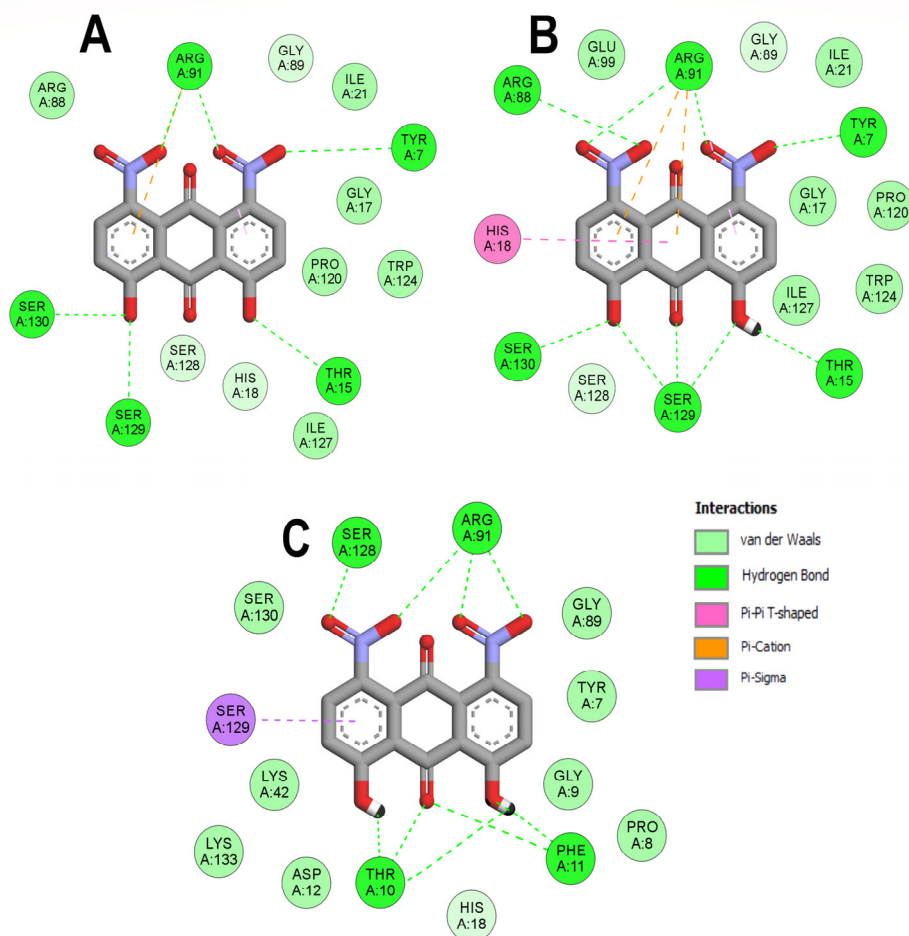 A
ARG
A:91
GLY
A:89
ARG
A:88
ILE
A:21
TYR
A:7
GLY
A:17
PRO
A:120
TRP
A:124
SER
A:130
SER
A:128
HIS
A:18
THR
A:15
SER
A:129
ILE
A:127
B
GLU
A:99
ARG
A:91
GLY
A:89
ILE
A:21
ARG
A:88
TYR
A:7
GLY
A:17
PRO
A:120
HIS
A:18
ILE
A:127
TRP
A:124
SER
A:130
SER
A:128
SER
A:129
THR
A:15
C
SER
A:128
ARG
A:91
SER
A:130
GLY
A:89
SER
A:129
TYR
A:7
LYS
A:42
GLY
A:9
LYS
A:133
PRO
A:8
ASP
A:12
THR
A:10
PHE
A:11
HIS
A:18
Interactions
van der Waals
Hydrogen Bond
Pi-Pi T-shaped
Pi-Cation
Pi-Sigma